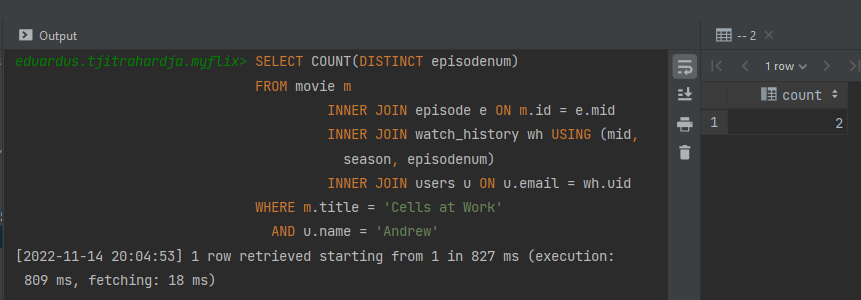 Output
-- 2
eduardus.tjitrahardja.myflix> SELECT COUNT(DISTINCT episodenum)
FROM movie m
INNER JOIN episode e ON m.id = e.mid
INNER JOIN watch_history wh USING (mid,
season, episodenum)
INNER JOIN users u ON u.email = wh.uid
WHERE m.title = 'Cells at Work'
AND u.name = 'Andrew'
[2022-11-14 20:04:53] 1 row retrieved starting from 1 in 827 ms (execution:
809 ms, fetching: 18 ms)
1 row
count
1 2